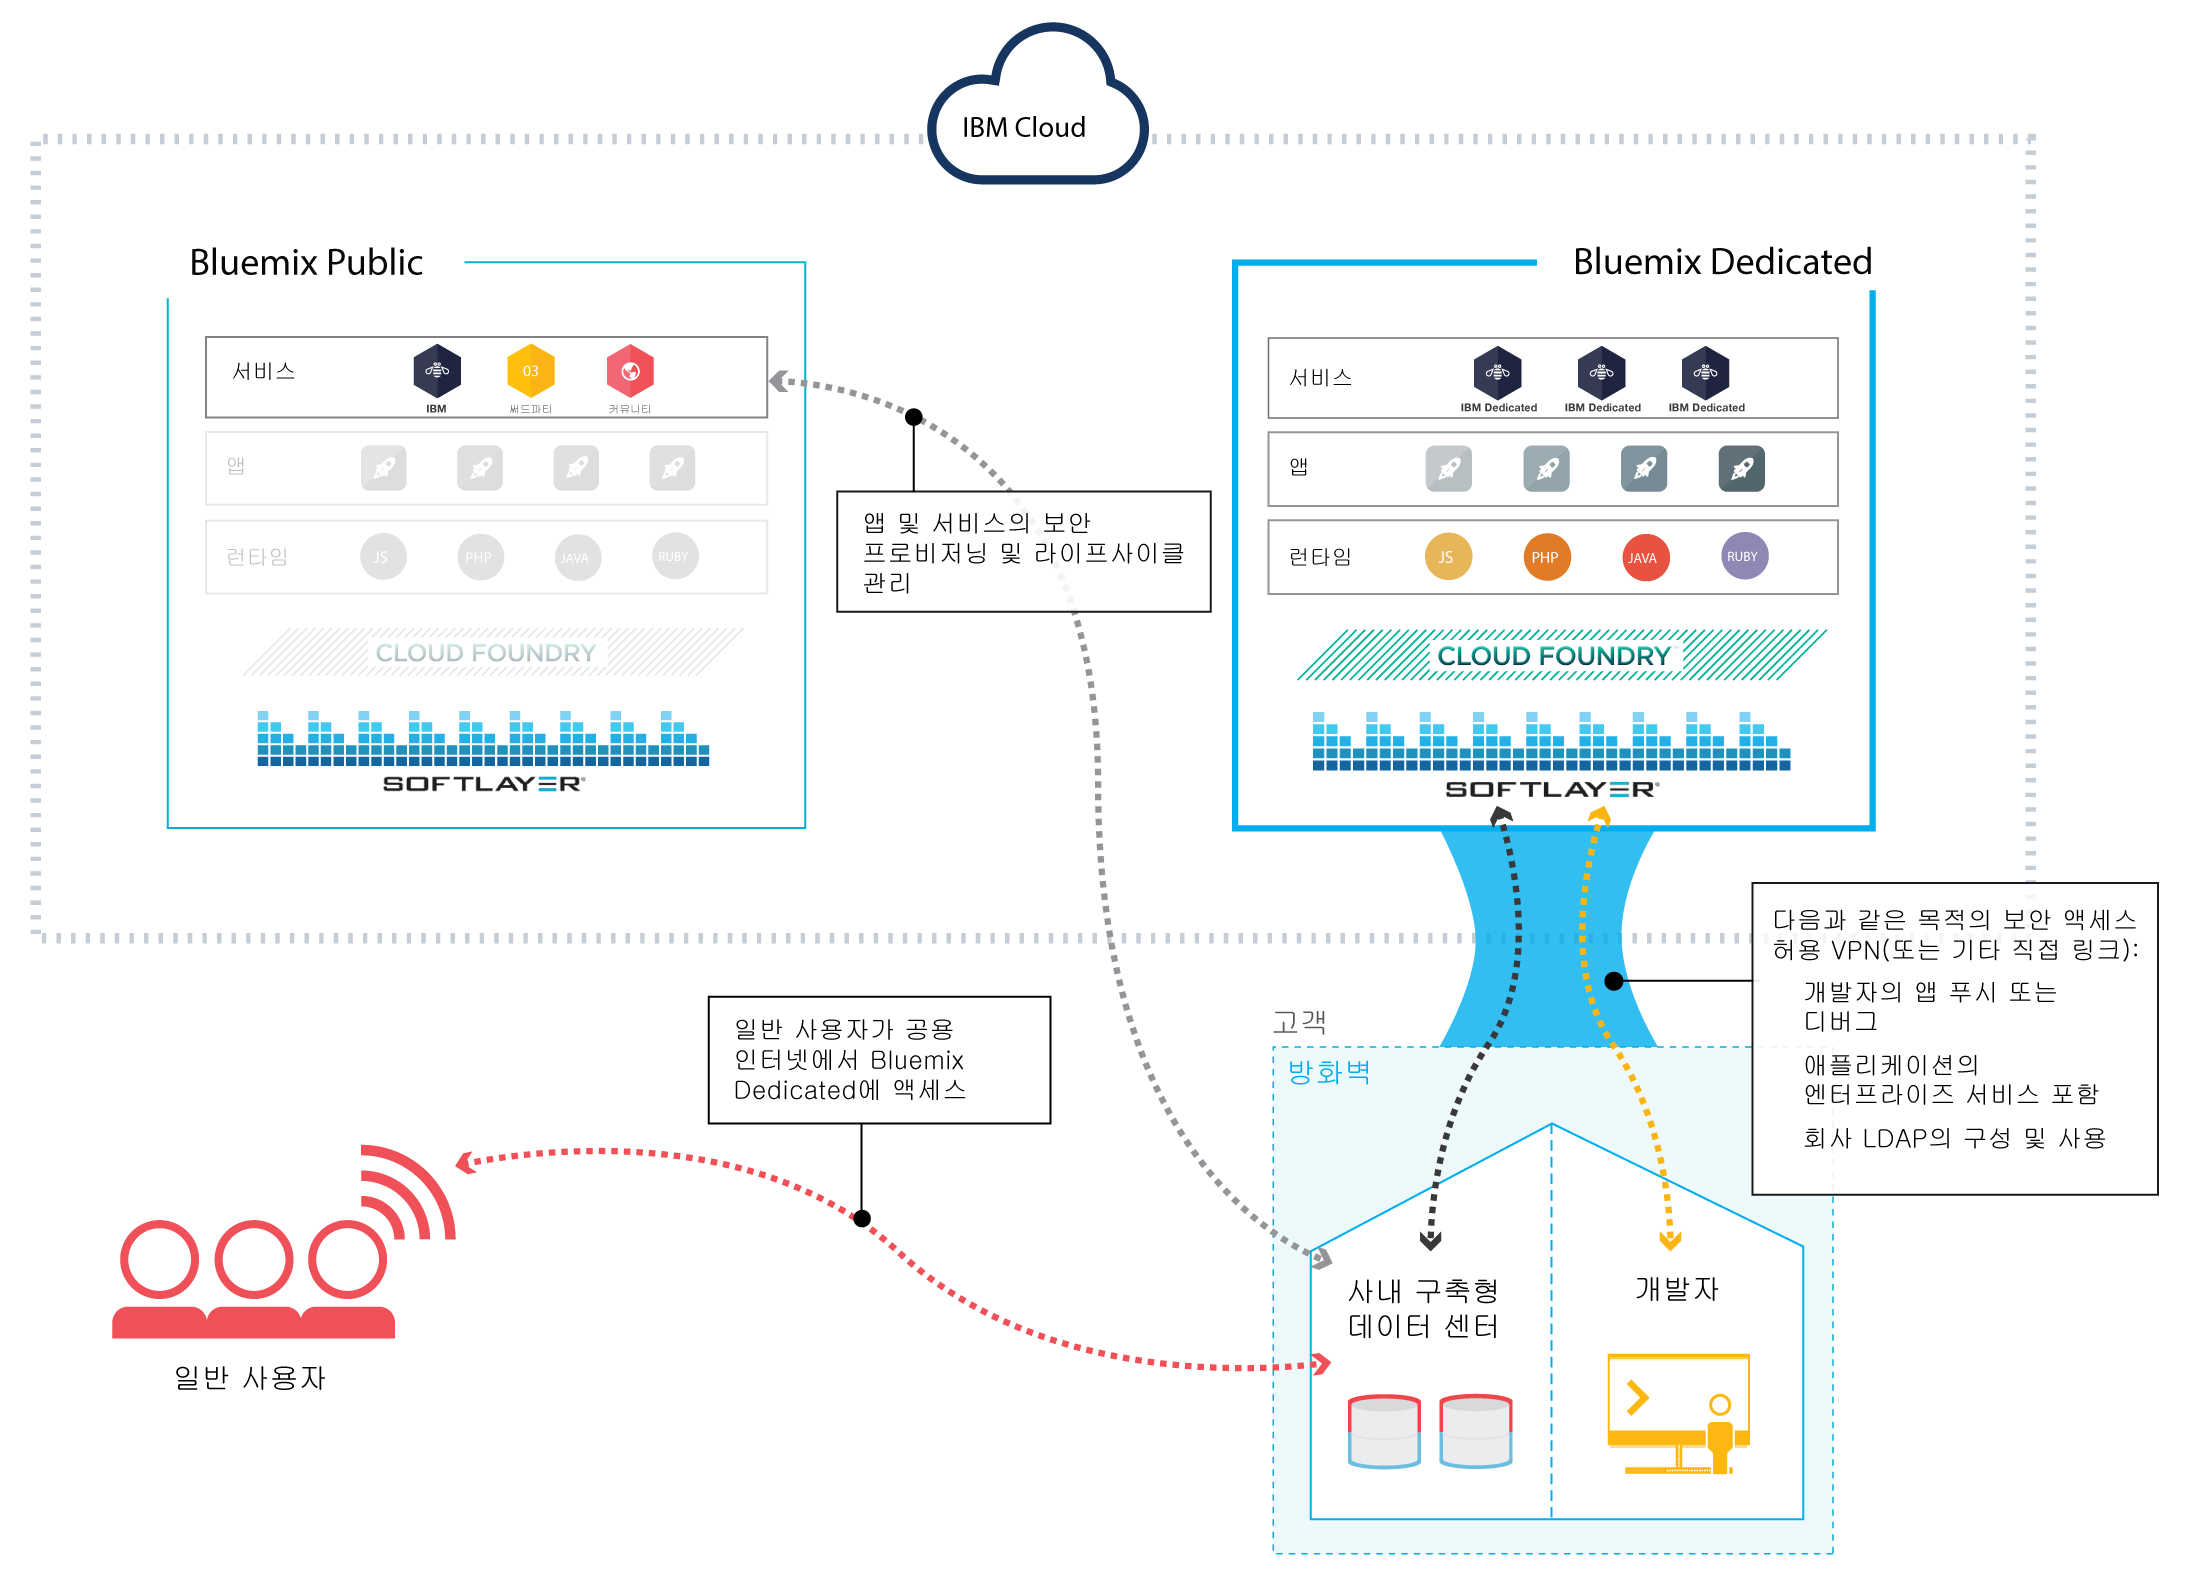 IBM Cloud
Bluemix Public
서비스
IBM
03
써드파티
커뮤니티
앱
런타임
JS
PHP
JAVA
RUBY
CLOUD FOUNDRY
SOFTLAYER®
앱 및 서비스의 보안
프로비저닝 및 라이프사이클
관리
Bluemix Dedicated
서비스
IBM Dedicated
IBM Dedicated
IBM Dedicated
앱
런타임
JS
PHP
JAVA
RUBY
CLOUD FOUNDRY™
SOFTLAYER®
다음과 같은 목적의 보안 액세스
허용 VPN(또는 기타 직접 링크):
개발자의 앱 푸시 또는
디버그
애플리케이션의
엔터프라이즈 서비스 포함
회사 LDAP의 구성 및 사용
일반 사용자가 공용
인터넷에서 Bluemix
Dedicated에 액세스
고객
방화벽
사내 구축형
데이터 센터
개발자
일반 사용자